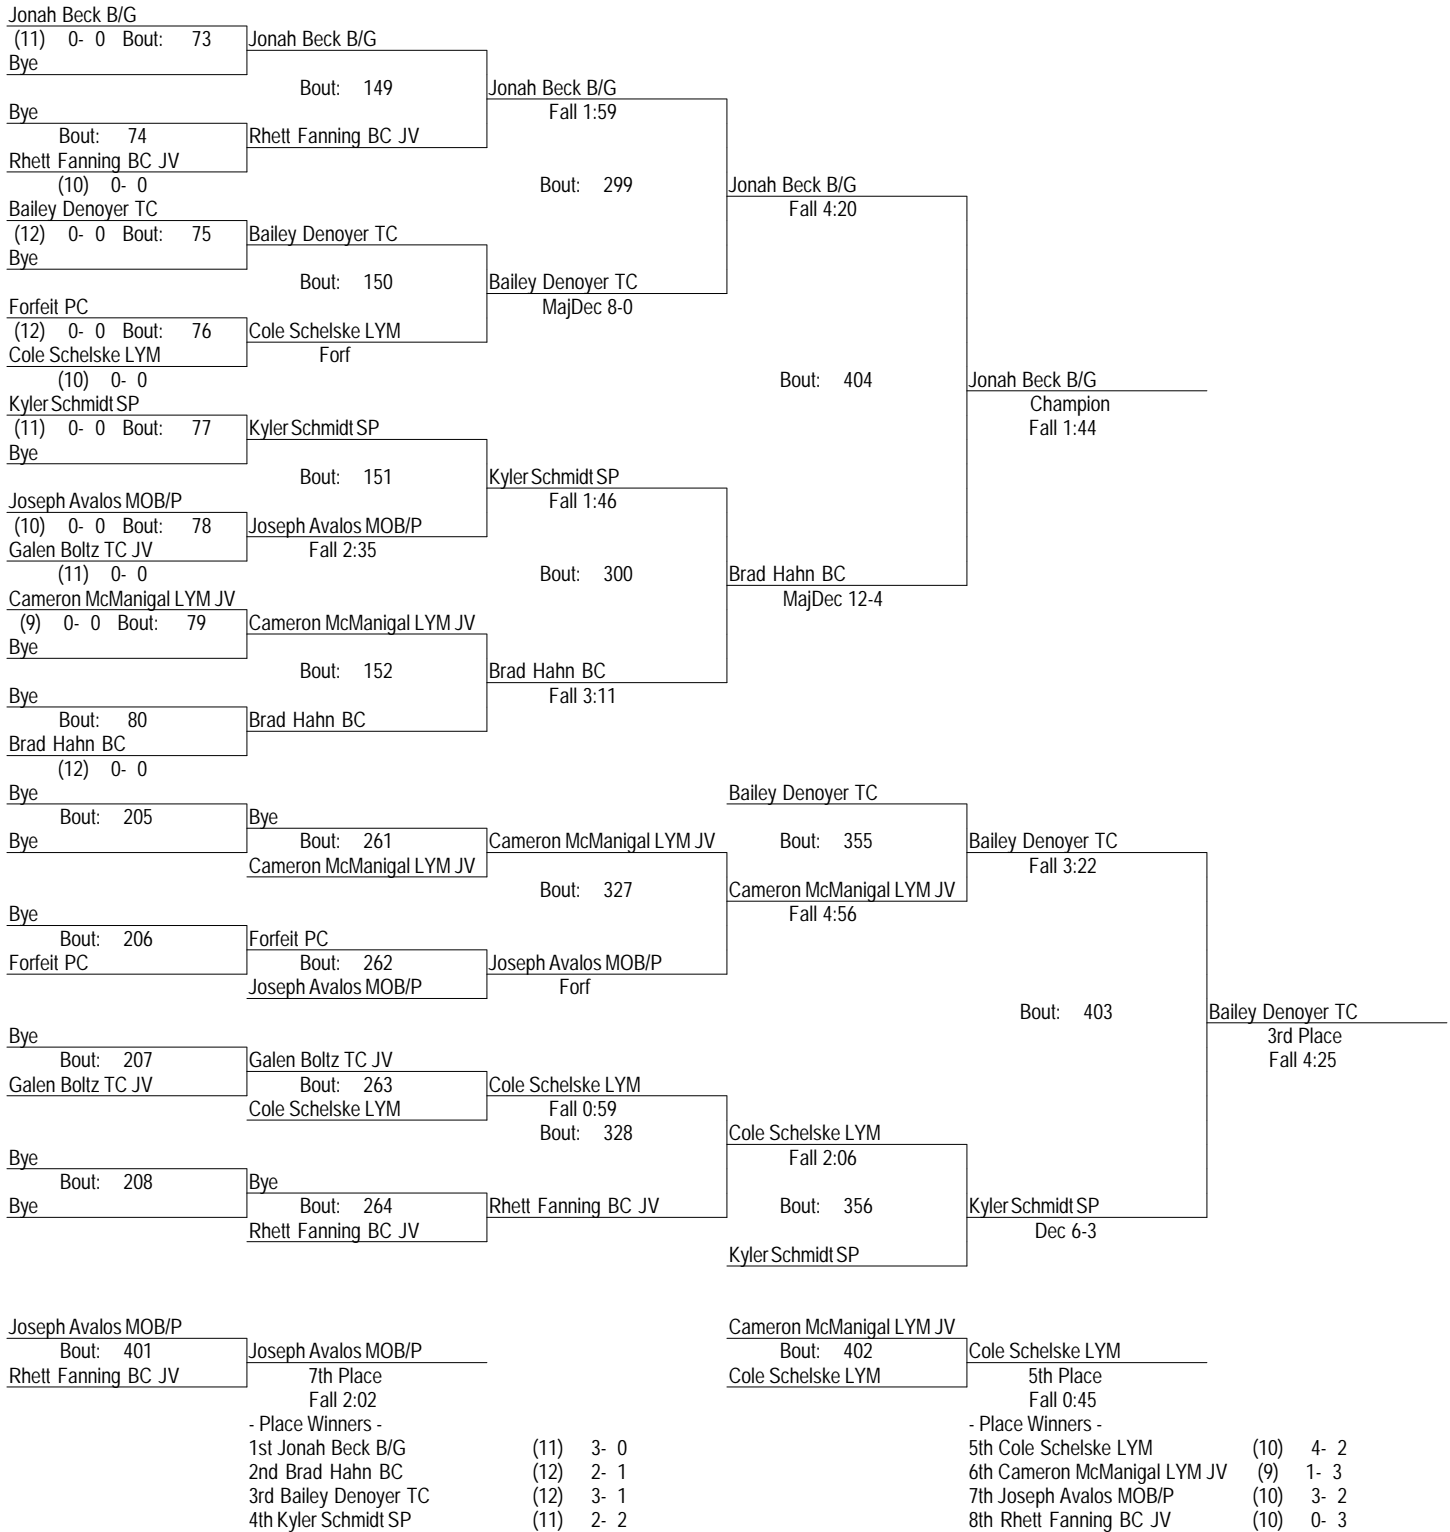 Jonah Beck B/G
(11) 0- 0 Bout: 73 Jonah Beck B/G
Bye
Bout: 149 Jonah Beck B/G
Bye Fall 1:59
Bout: 74 Rhett Fanning BC JV
Rhett Fanning BC JV
(10) 0- 0 Bout: 299 Jonah Beck B/G
Bailey Denoyer TC Fall 4:20
(12) 0- 0 Bout: 75 Bailey Denoyer TC
Bye
Bout: 150 Bailey Denoyer TC
Forfeit PC MajDec 8-0
(12) 0- 0 Bout: 76 Cole Schelske LYM
Cole Schelske LYM Forf
(10) 0- 0 Bout: 404 Jonah Beck B/G
Kyler Schmidt SP Champion
(11) 0- 0 Bout: 77 Kyler Schmidt SP Fall 1:44
Bye
Bout: 151 Kyler Schmidt SP
Joseph Avalos MOB/P Fall 1:46
(10) 0- 0 Bout: 78 Joseph Avalos MOB/P
Galen Boltz TC JV Fall 2:35
(11) 0- 0 Bout: 300 Brad Hahn BC
Cameron McManigal LYM JV MajDec 12-4
(9) 0- 0 Bout: 79 Cameron McManigal LYM JV
Bye
Bout: 152 Brad Hahn BC
Bye Fall 3:11
Bout: 80 Brad Hahn BC
Brad Hahn BC
(12) 0- 0
Bye Bailey Denoyer TC
Bout: 205 Bye
Bye Bout: 261 Cameron McManigal LYM JV Bout: 355 Bailey Denoyer TC
Cameron McManigal LYM JV Fall 3:22
Bout: 327 Cameron McManigal LYM JV
Bye Fall 4:56
Bout: 206 Forfeit PC
Forfeit PC Bout: 262 Joseph Avalos MOB/P
Joseph Avalos MOB/P Forf
Bout: 403 Bailey Denoyer TC
Bye 3rd Place
Bout: 207 Galen Boltz TC JV Fall 4:25
Galen Boltz TC JV Bout: 263 Cole Schelske LYM
Cole Schelske LYM Fall 0:59
Bout: 328 Cole Schelske LYM
Bye Fall 2:06
Bout: 208 Bye
Bye Bout: 264 Rhett Fanning BC JV Bout: 356 Kyler Schmidt SP
Rhett Fanning BC JV Dec 6-3
Kyler Schmidt SP
Joseph Avalos MOB/P Cameron McManigal LYM JV
Bout: 401 Joseph Avalos MOB/P Bout: 402 Cole Schelske LYM
Rhett Fanning BC JV 7th Place Cole Schelske LYM 5th Place
Fall 2:02 Fall 0:45
- Place Winners - - Place Winners -
1st Jonah Beck B/G (11) 3- 0 5th Cole Schelske LYM (10) 4- 2
2nd Brad Hahn BC (12) 2- 1 6th Cameron McManigal LYM JV (9) 1- 3
3rd Bailey Denoyer TC (12) 3- 1 7th Joseph Avalos MOB/P (10) 3- 2
4th Kyler Schmidt SP (11) 2- 2 8th Rhett Fanning BC JV (10) 0- 3